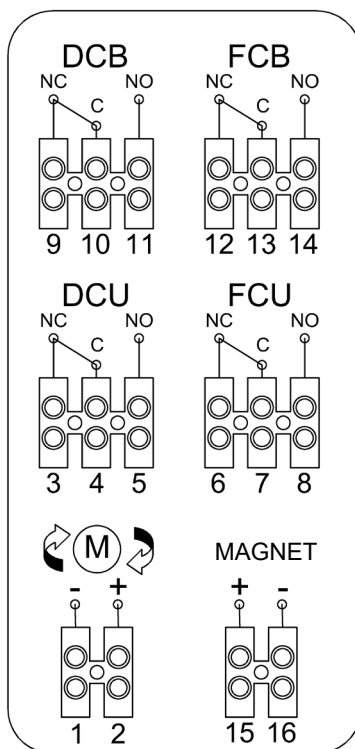 DCB FCB
NC C NO NC C NO
9 10 11 12 13 14
DCU FCU
NC C NO NC C NO
3 4 5 6 7 8
M MAGNET
- + + -
1 2 15 16